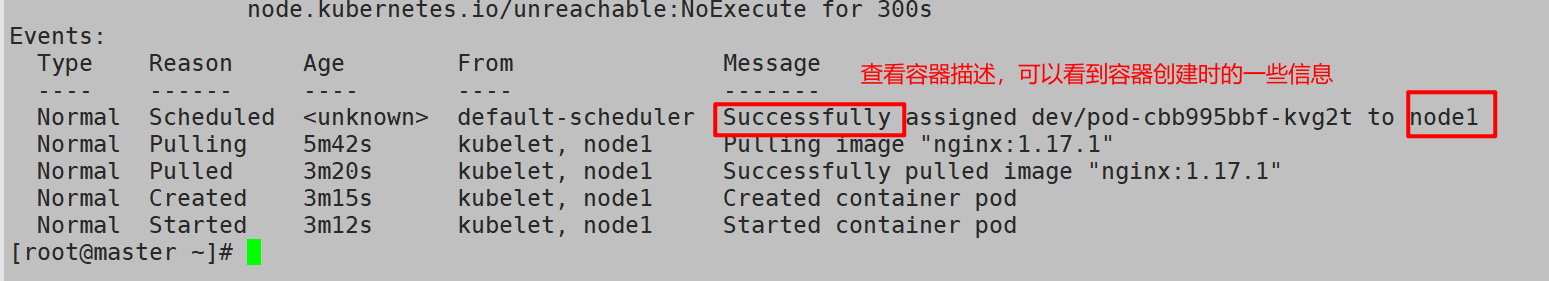 node.kubernetes.io/unreachable:NoExecute for 300s
Events:
Type Reason Age From Message
查看容器描述，可以看到容器创建时的一些信息
---- ------ ---- ---- -------
Normal Scheduled <unknown> default-scheduler Successfully assigned dev/pod-cbb995bbf-kvg2t to node1
Normal Pulling 5m42s kubelet, node1 Pulling image "nginx:1.17.1"
Normal Pulled 3m20s kubelet, node1 Successfully pulled image "nginx:1.17.1"
Normal Created 3m15s kubelet, node1 Created container pod
Normal Started 3m12s kubelet, node1 Started container pod
[root@master ~]#